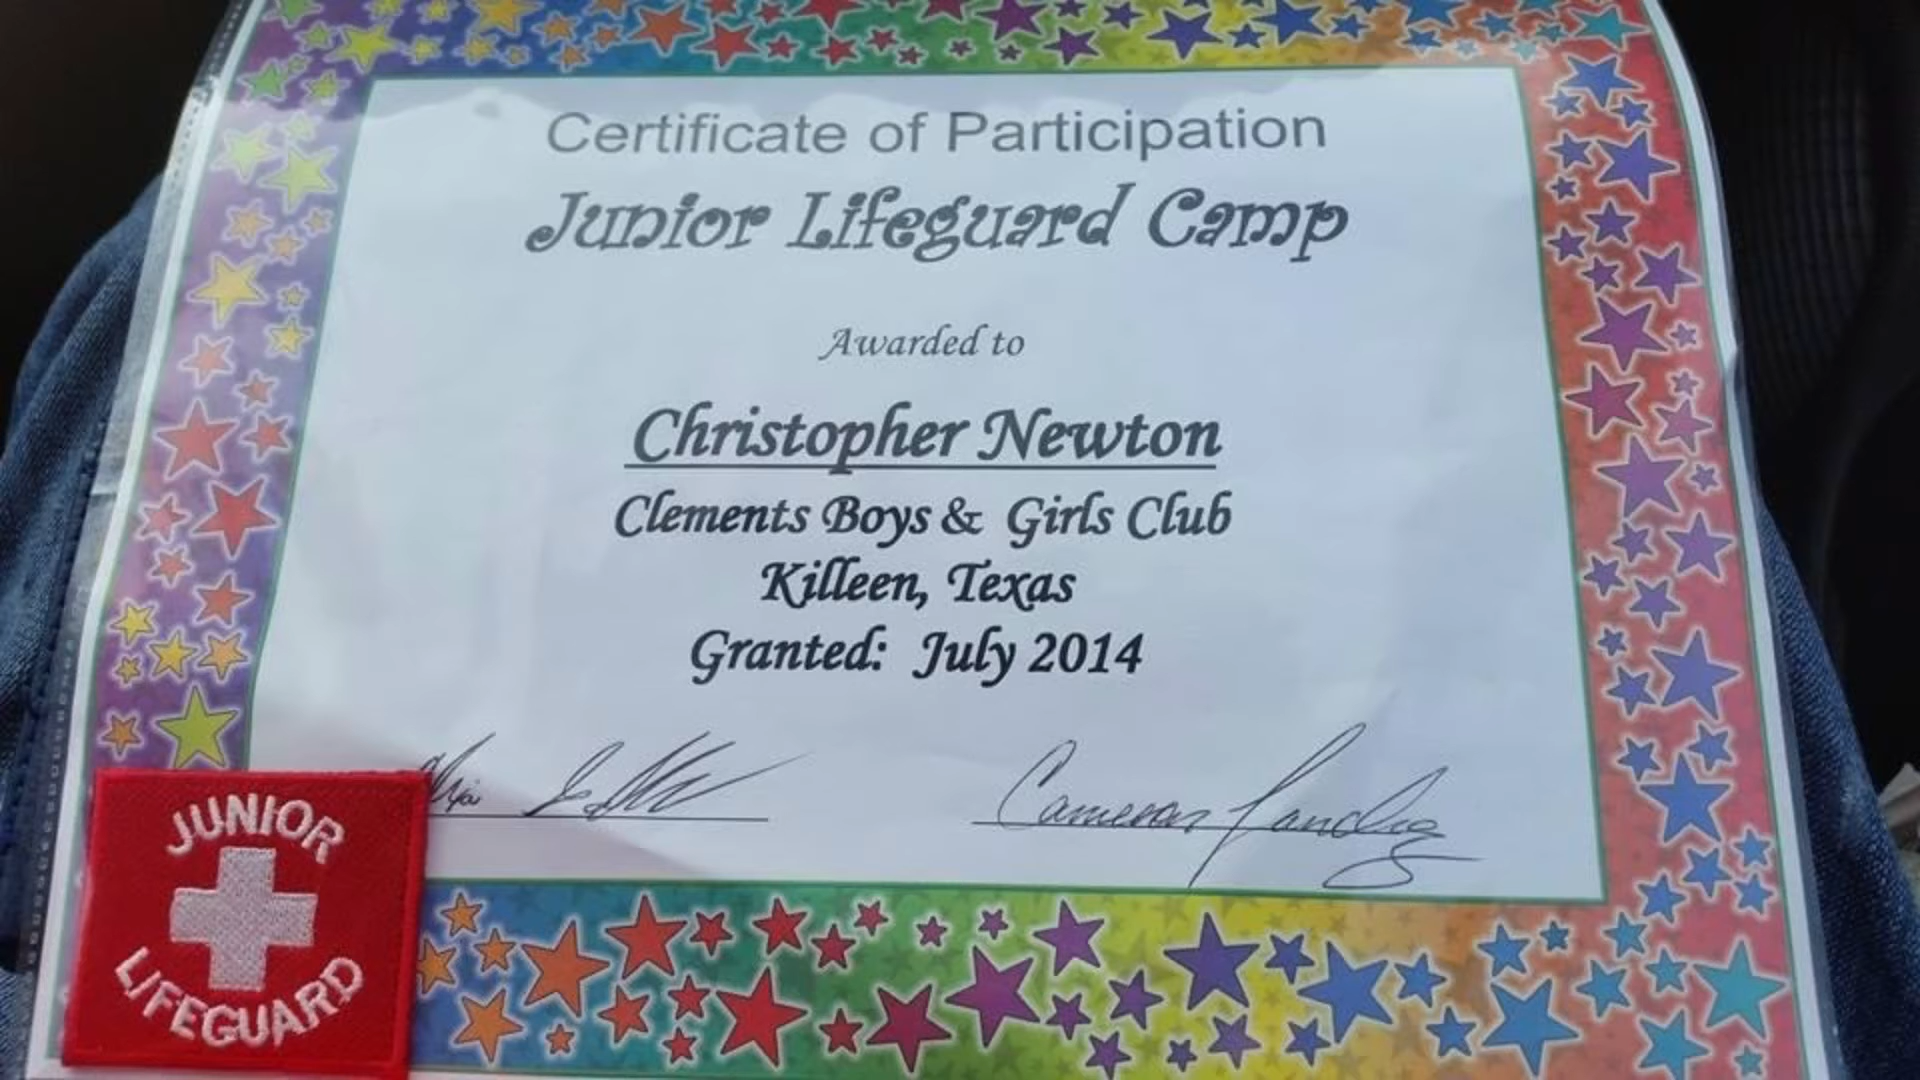 Certificate of Participation
Junior Lifeguard Camp
Awarded to
Christopher Newton
Clements Boys & Girls Club
Killeen, Texas
Granted: July 2014
Cameron
JUNIOR
LIFEGUARD